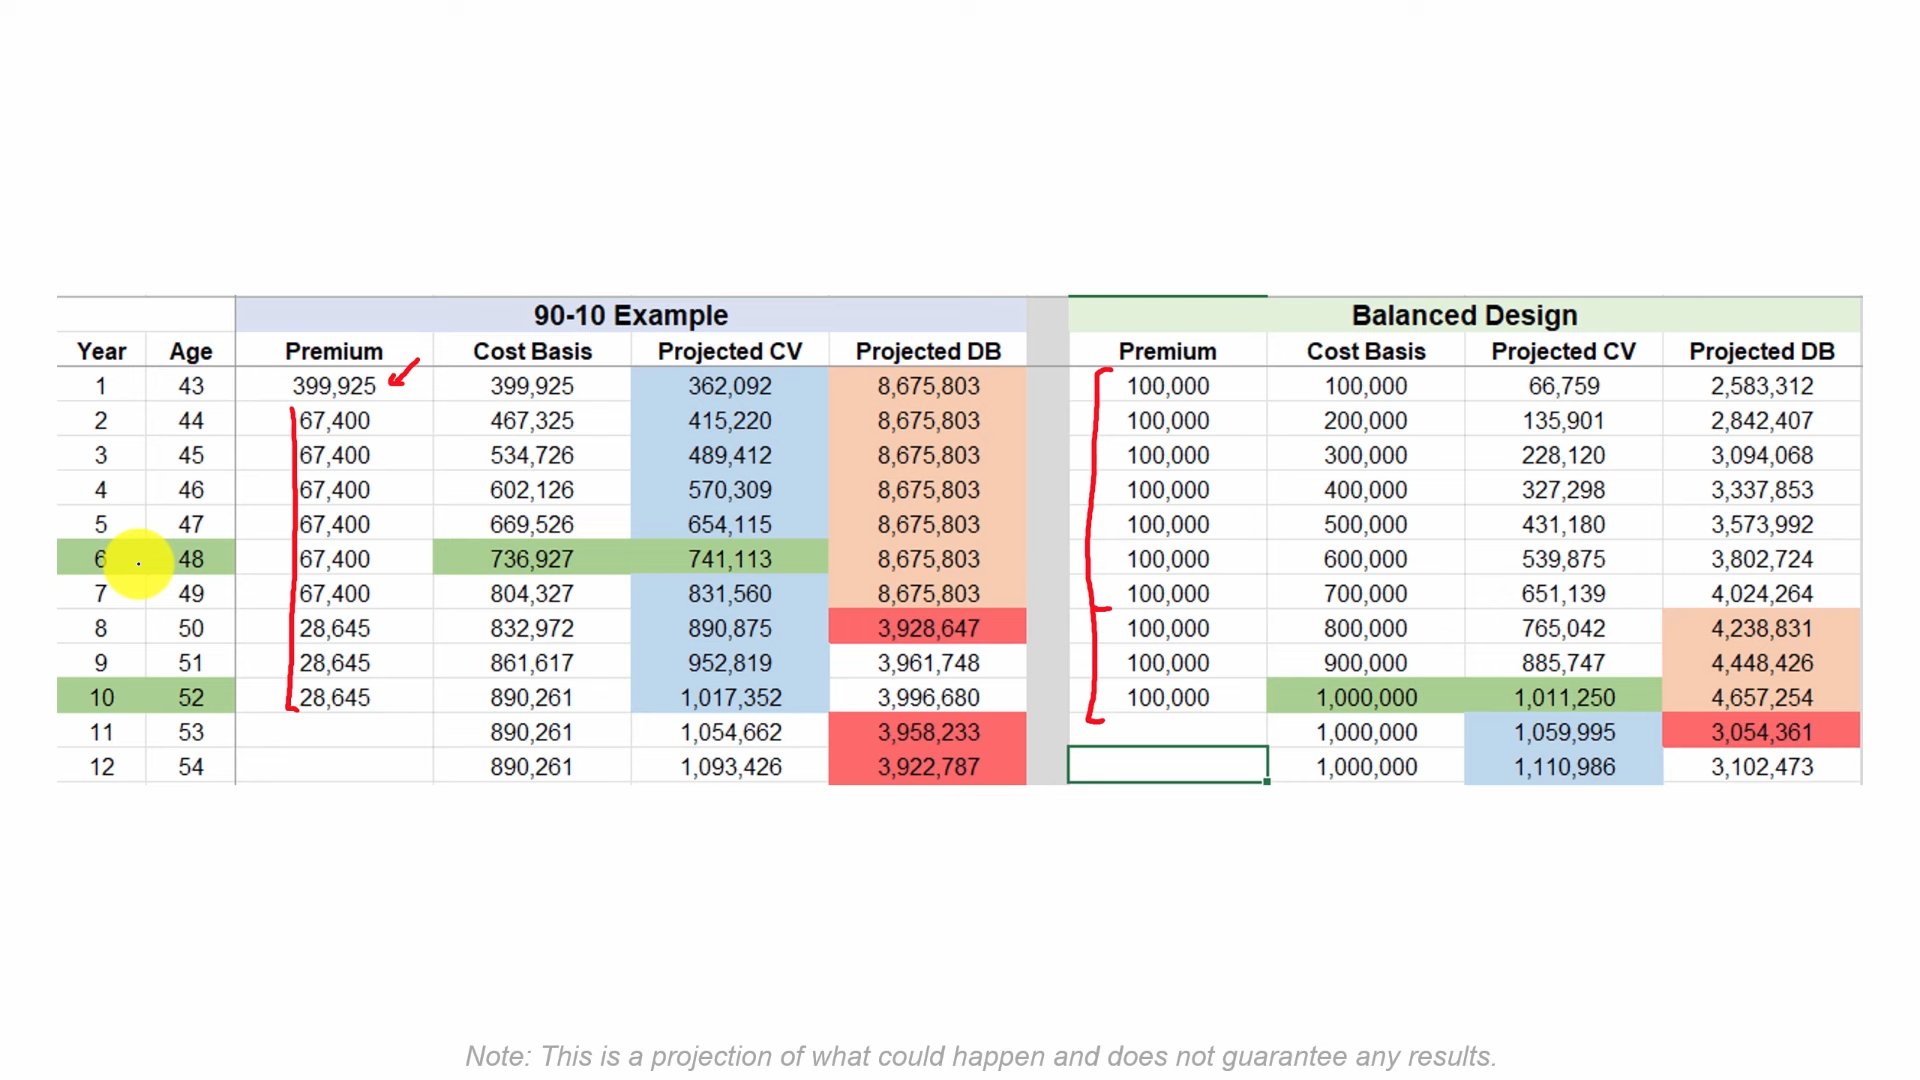 90-10 Example Balanced Design
Year Age Premium Cost Basis Projected CV Projected DB Premium Cost Basis Projected CV Projected DB
1 43 399,925 399,925 362,092 8,675,803 100,000 100,000 66,759 2,583,312
2 44 67,400 467,325 415,220 8,675,803 100,000 200,000 135,901 2,842,407
3 45 67,400 534,726 489,412 8,675,803 100,000 300,000 228,120 3,094,068
4 46 67,400 602,126 570,309 8,675,803 100,000 400,000 327,298 3,337,853
5 47 67,400 669,526 654,115 8,675,803 100,000 500,000 431,180 3,573,992
6 48 67,400 736,927 741,113 8,675,803 100,000 600,000 539,875 3,802,724
7 49 67,400 804,327 831,560 8,675,803 100,000 700,000 651,139 4,024,264
8 50 28,645 832,972 890,875 3,928,647 100,000 800,000 765,042 4,238,831
9 51 28,645 861,617 952,819 3,961,748 100,000 900,000 885,747 4,448,426
10 52 28,645 890,261 1,017,352 3,996,680 100,000 1,000,000 1,011,250 4,657,254
11 53 890,261 1,054,662 3,958,233 1,000,000 1,059,995 3,054,361
12 54 890,261 1,093,426 3,922,787 1,000,000 1,110,986 3,102,473
Note: This is a projection of what could happen and does not guarantee any results.